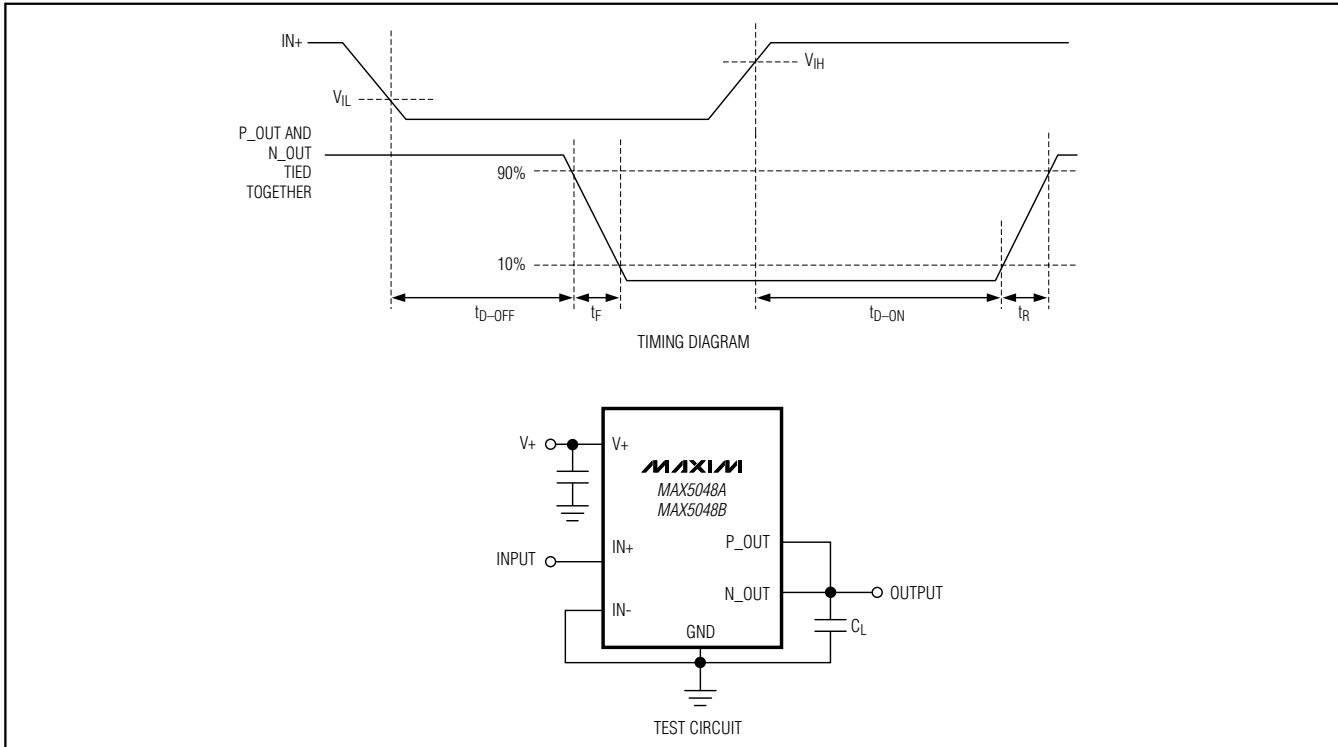 IN+
VIH
VIL
P_OUT AND
N_OUT
TIED
TOGETHER
90%
10%
tD–OFF
tF
tD–ON
tR
TIMING DIAGRAM
V+
V+
MAXIM
MAX5048A
MAX5048B
P_OUT
IN+
INPUT
N_OUT
OUTPUT
IN-
CL
GND
TEST CIRCUIT